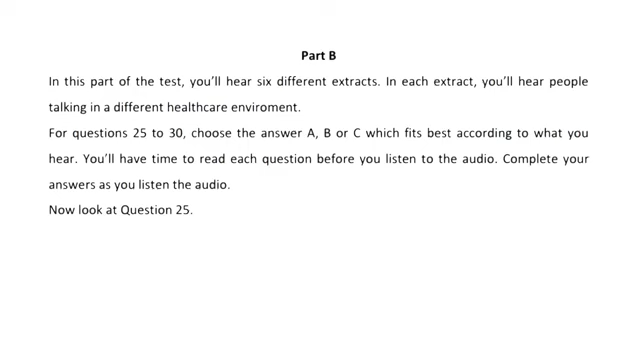 Part B
In this part of the test, you'll hear six different extracts. In each extract, you'll hear people
talking in a different healthcare enviroment.
For questions 25 to 30, choose the answer A, B or C which fits best according to what you
hear. You'll have time to read each question before you listen to the audio. Complete your
answers as you listen the audio.
Now look at Question 25.